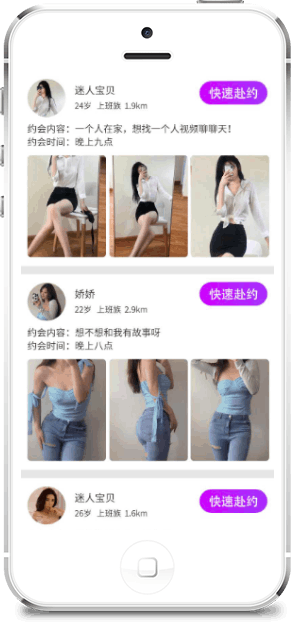 迷人宝贝
快速赴约
24岁 上班族 1.9km
约会内容：一个人在家，想找一个人视频聊聊天！
约会时间：晚上九点
娇娇
快速赴约
22岁 上班族 2.9km
约会内容：想不想和我有故事呀
约会时间：晚上八点
迷人宝贝
快速赴约
26岁 上班族 1.6km